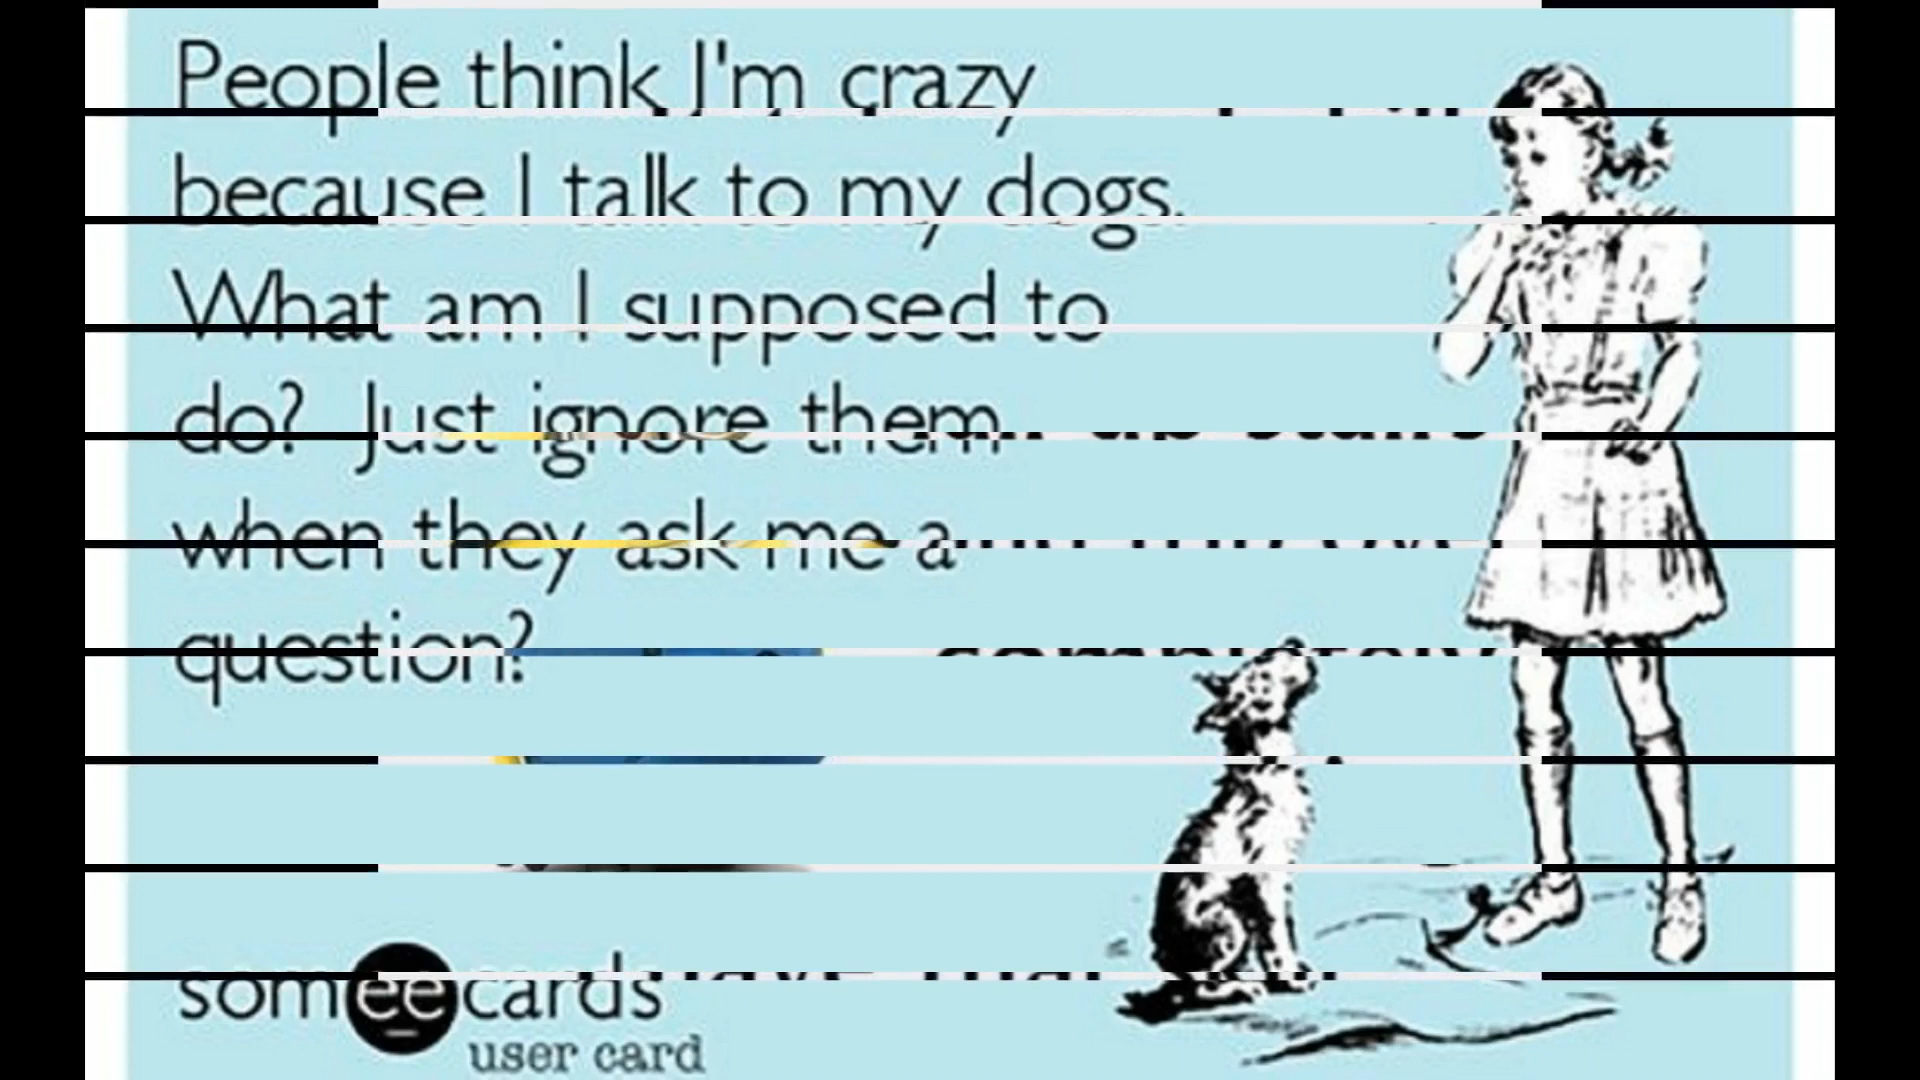 People think I'm crazy
because I talk to my dogs.
What am I supposed to
do? Just ignore them
when they ask me a
question?
someecards
user card